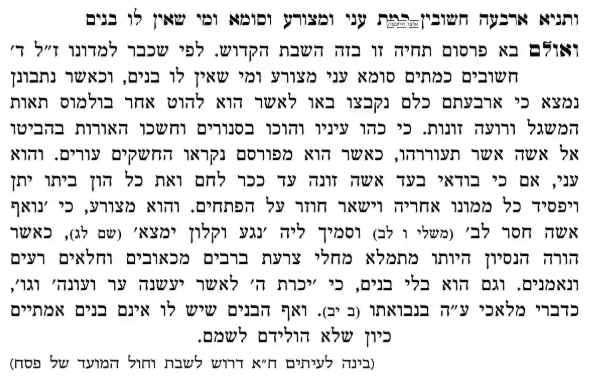 ותניא ארבעה חשובין כמת עני ומצורע וסומא ומי שאין לו בנים
ואולם בא פרסום תחיה זו בזה השבת הקדוש. לפי שכבר למדונו ז"ל ד'
חשובים כמתים סומא עני מצורע ומי שאין לו בנים, וכאשר נתבונן
נמצא כי ארבעתם כלם נקבצו באו לאשר הוא להוט אחר בולמוס תאות
המשגל ורועה זונות. כי כהו עיניו והוכו בסנורים וחשכו האורות בהביטו
אל אשה אשר תעוררהו, כאשר הוא מפורסם נקראו החשקים עורים. והוא
עני, אם כי בודאי בעד אשה זונה עד ככר לחם ואת כל הון ביתו יתן
ויפסיד כל ממונו אחריה וישאר חוזר על הפתחים. והוא מצורע, כי 'נואף
אשה חסר לב' (משלי ו לב) וסמיך ליה 'נגע וקלון ימצא' (שם לג), כאשר
הורה הנסיון היותו מתמלא מחלי צרעת ברבים מכאובים וחלאים רעים
ונאמנים. וגם הוא בלי בנים, כי 'יכרת ה' לאשר יעשנה ער ועונה' וגו',
כדברי מלאכי ע"ה בנבואתו (ב יב). ואף הבנים שיש לו אינם בנים אמתיים
כיון שלא הולידם לשמם.
(בינה לעיתים ח"א דרוש לשבת וחול המועד של פסח)